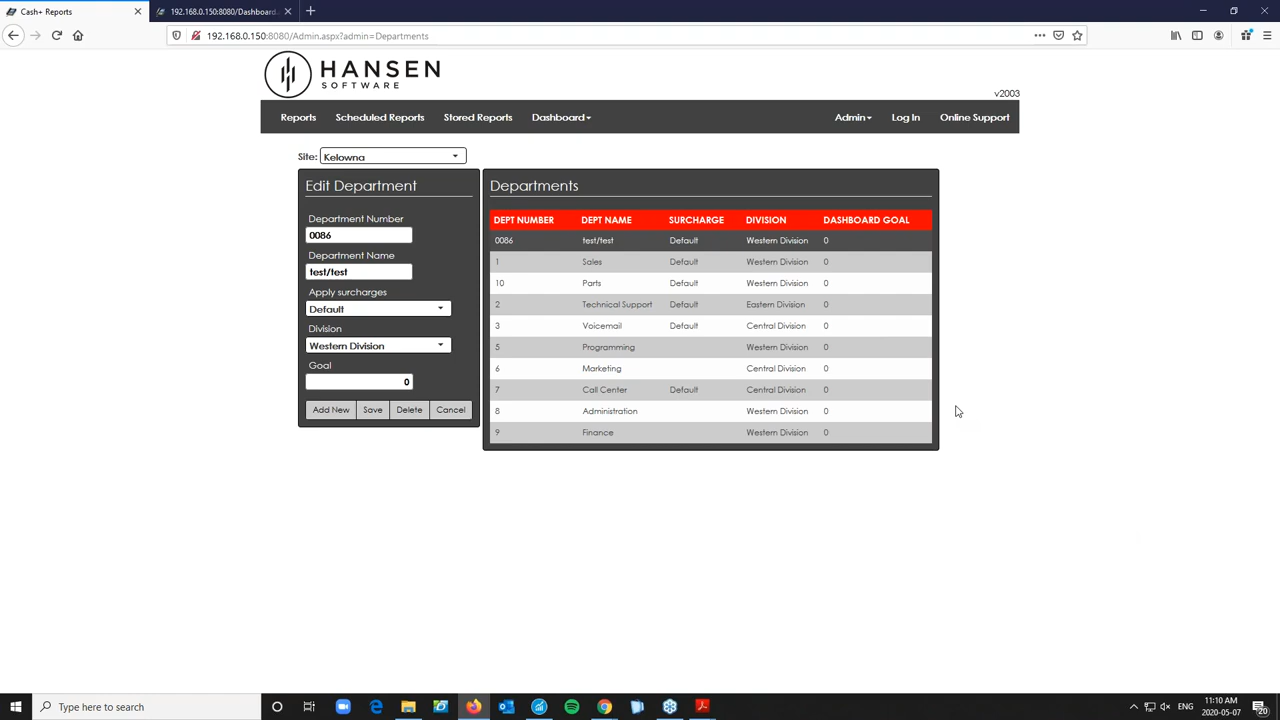 Cash+ Reports
192.168.0.150:8080/Dashboard.
192.168.0.150:8080/Admin.aspx?admin=Departments
HANSEN
SOFTWARE
v2003
Reports Scheduled Reports Stored Reports Dashboard Admin Log In Online Support
Site: Kelowna
Edit Department
Department Number
0086
Department Name
test/test
Apply surcharges
Default
Division
Western Division
Goal
0
Add New Save Delete Cancel
Departments
DEPT NUMBER DEPT NAME SURCHARGE DIVISION DASHBOARD GOAL
0086 test/test Default Western Division 0
1 Sales Default Western Division 0
10 Parts Default Western Division 0
2 Technical Support Default Eastern Division 0
3 Voicemail Default Central Division 0
5 Programming Western Division 0
6 Marketing Central Division 0
7 Call Center Default Central Division 0
8 Administration Western Division 0
9 Finance Western Division 0
Type here to search
ENG
11:10 AM
2020-05-07
20